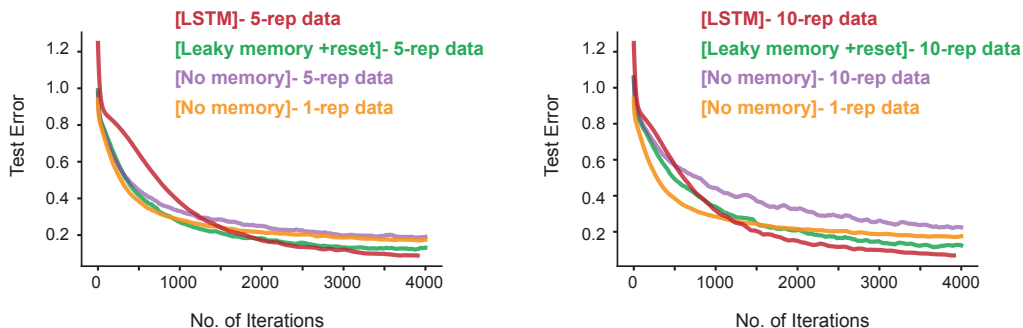 [LSTM]- 5-rep data
[Leaky memory +reset]- 5-rep data
[No memory]- 5-rep data
[No memory]- 1-rep data
Test Error
1.2
1.0
0.8
0.6
0.4
0.2
0 1000 2000 3000 4000
No. of Iterations
[LSTM]- 10-rep data
[Leaky memory +reset]- 10-rep data
[No memory]- 10-rep data
[No memory]- 1-rep data
Test Error
1.2
1.0
0.8
0.6
0.4
0.2
0 1000 2000 3000 4000
No. of Iterations